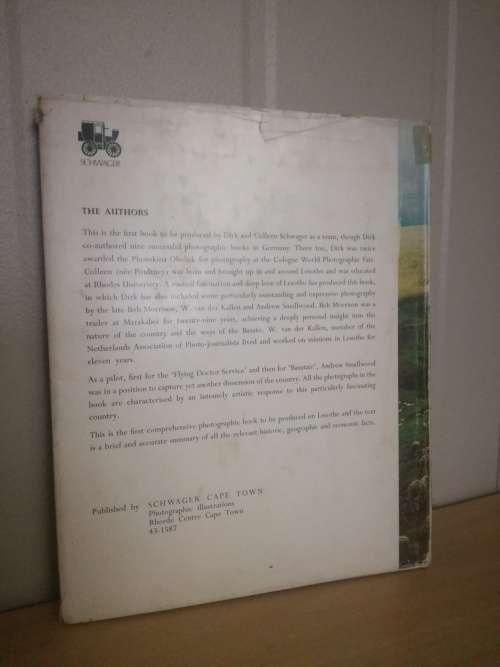 SCHWAGER
THE AUTHORS
This is the first book to be produced by Dirk and Colleen Schwager as a team, though Dirk
co-authored nine successful photographic books in Germany. There too, Dirk was twice
awarded the Photokina Obelisk for photography at the Cologne World Photographic Fair.
Colleen (née Poultney) was born and brought up in and around Lesotho and was educated
at Rhodes University. A mutual fascination and deep love of Lesotho has produced this book,
in which Dirk has also included some particularly outstanding and expressive photography
by the late Bob Morrison, W. van der Kallen and Andrew Smallwood. Bob Morrison was a
trader at Marakabei for twenty-nine years, achieving a deeply personal insight into the
nature of the country and the ways of the Basuto. W. van der Kallen, member of the
Netherlands Association of Photo-journalists lived and worked on missions in Lesotho for
eleven years.
As a pilot, first for the 'Flying Doctor Service' and then for 'Basutair', Andrew Smallwood
was in a position to capture yet another dimension of the country. All the photographs in the
book are characterised by an intensely artistic response to this particularly fascinating
country.
This is the first comprehensive photographic book to be produced on Lesotho and the text
is a brief and accurate summary of all the relevant historic, geographic and economic facts.
Published by SCHWAGER CAPE TOWN
Photographic illustrations
Rheede Centre Cape Town
43-1587